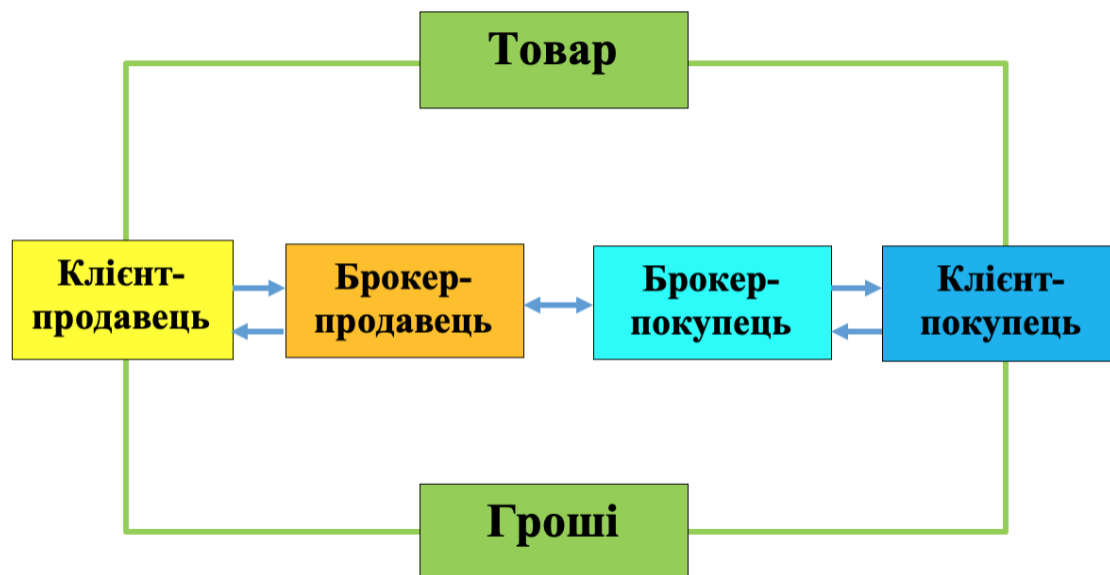 Товар
Клієнт-
продавець
Брокер-
продавець
Брокер-
покупець
Клієнт-
покупець
Гроші